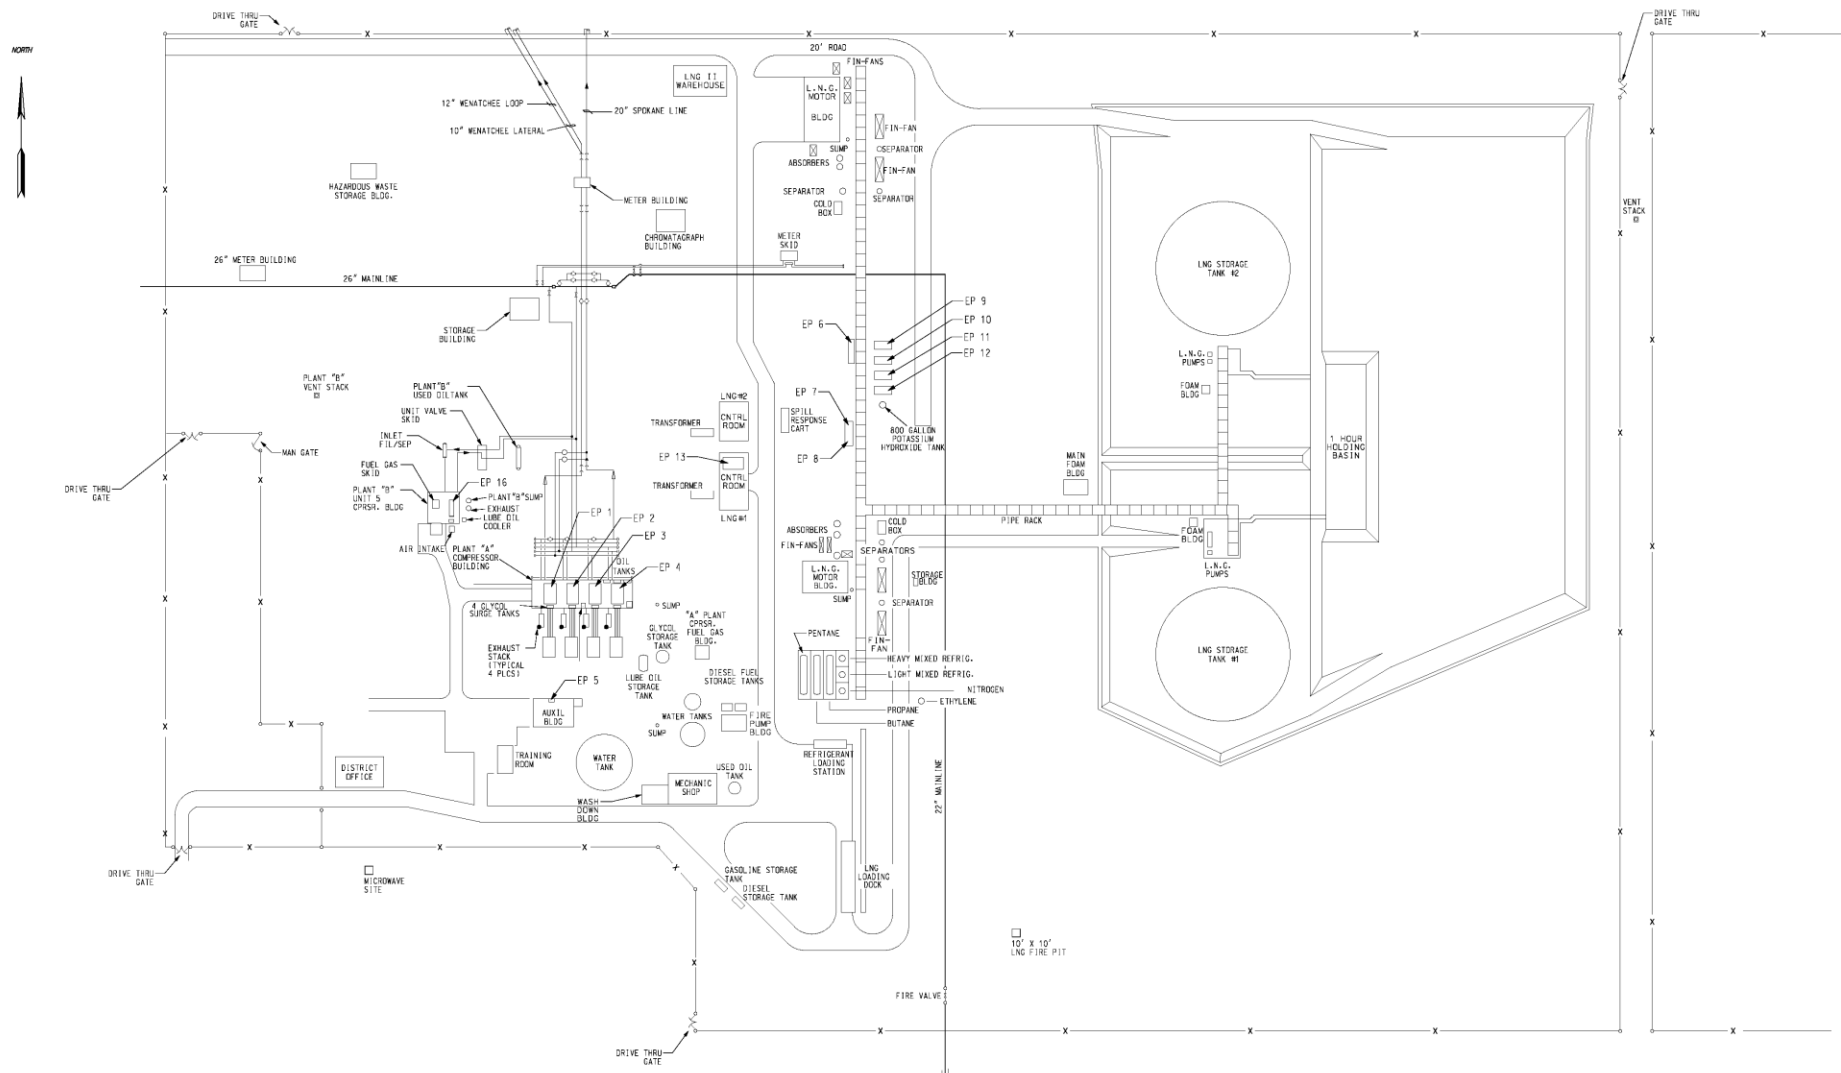 DRIVE THRU
GATE
DRIVE THRU
GATE
NORTH
20' ROAD
FIN-FANS
LNG II
WAREHOUSE
L.N.G.
MOTOR
BLDG
12" WENATCHEE LOOP
20" SPOKANE LINE
10" WENATCHEE LATERAL
FIN-FAN
SUMP
SEPARATOR
ABSORBERS
FIN-FAN
HAZARDOUS WASTE
STORAGE BLDG.
METER BUILDING
SEPARATOR
SEPARATOR
COLD
BOX
VENT
STACK
CHROMATAGRAPH
BUILDING
METER
SKID
26" METER BUILDING
26" MAINLINE
LNG STORAGE
TANK #2
STORAGE
BUILDING
EP 6
EP 9
EP 10
EP 11
EP 12
L.N.G.
PUMPS
PLANT "B"
VENT STACK
PLANT"B"
USED OILTANK
UNIT VALVE
SKID
INLET
FIL/SEP
MAN GATE
FUEL GAS
SKID
PLANT "B"
UNIT 5
CPRSR. BLDG
EP 16
PLANT"B"SUMP
EXHAUST
LUBE OIL
COOLER
AIR INTAKE
DRIVE THRU
GATE
LNG#2
CNTRL
ROOM
TRANSFORMER
SPILL
RESPONSE
CART
EP 7
EP 8
800 GALLON
POTASSIUM
HYDROXIDE TANK
FOAM
BLDG
1 HOUR
HOLDING
BASIN
EP 13
CNTRL
ROOM
TRANSFORMER
LNG#1
MAIN
FOAM
BLDG
PIPE RACK
FOAM
BLDG
L.N.G.
PUMPS
EP 1
EP 2
EP 3
EP 4
PLANT "A"
COMPRESSOR
BUILDING
OIL
TANKS
ABSORBERS
FIN-FANS
COLD
BOX
SEPARATORS
L.N.G.
MOTOR
BLDG.
STORAGE
BLDG
SUMP
SEPARATOR
4 GLYCOL
SURGE TANKS
SUMP
"A" PLANT
CPRSR.
FUEL GAS
BLDG.
GLYCOL
STORAGE
TANK
EXHAUST
STACK
(TYPICAL
4 PLCS)
LUBE OIL
STORAGE
TANK
DIESEL FUEL
STORAGE TANKS
PENTANE
FIN-
FAN
HEAVY MIXED REFRIG.
LIGHT MIXED REFRIG.
NITROGEN
ETHYLENE
PROPANE
BUTANE
LNG STORAGE
TANK #1
EP 5
AUXIL
BLDG
WATER TANKS
SUMP
FIRE
PUMP
BLDG
TRAINING
ROOM
WATER
TANK
USED OIL
TANK
MECHANIC
SHOP
WASH
DOWN
BLDG
REFRIGERANT
LOADING
STATION
DISTRICT
OFFICE
22" MAINLINE
DRIVE THRU
GATE
MICROWAVE
SITE
GASOLINE STORAGE
TANK
DIESEL
STORAGE TANK
LNG
LOADING
DOCK
10' X 10'
LNG FIRE PIT
FIRE VALVE
DRIVE THRU
GATE